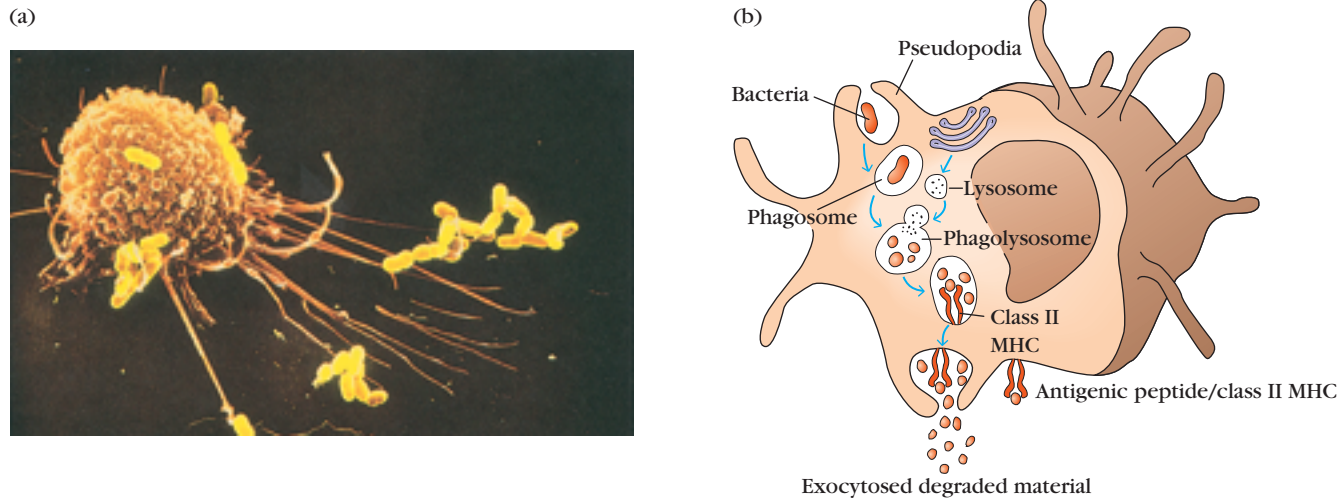 (a)
(b)
Pseudopodia
Bacteria
Lysosome
Phagosome
Phagolysosome
Class II
MHC
Antigenic peptide/class II MHC
Exocytosed degraded material